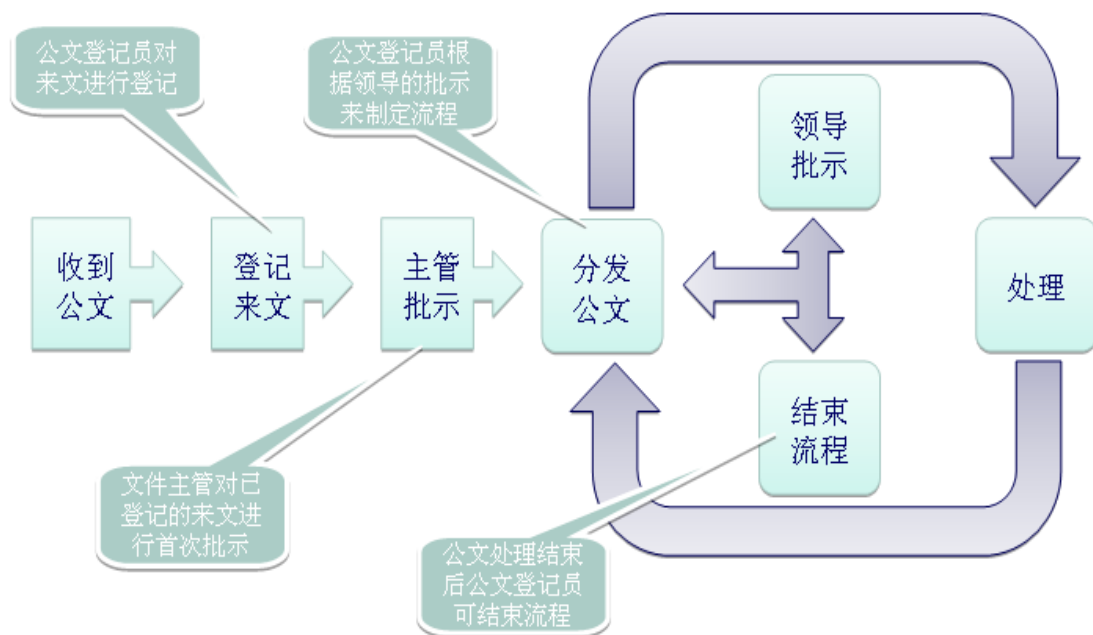 公文登记员对
来文进行登记
公文登记员根
据领导的批示
来制定流程
领导
批示
收到
公文
登记
来文
主管
批示
分发
公文
处理
结束
流程
文件主管对已
登记的来文进
行首次批示
公文处理结束
后公文登记员
可结束流程